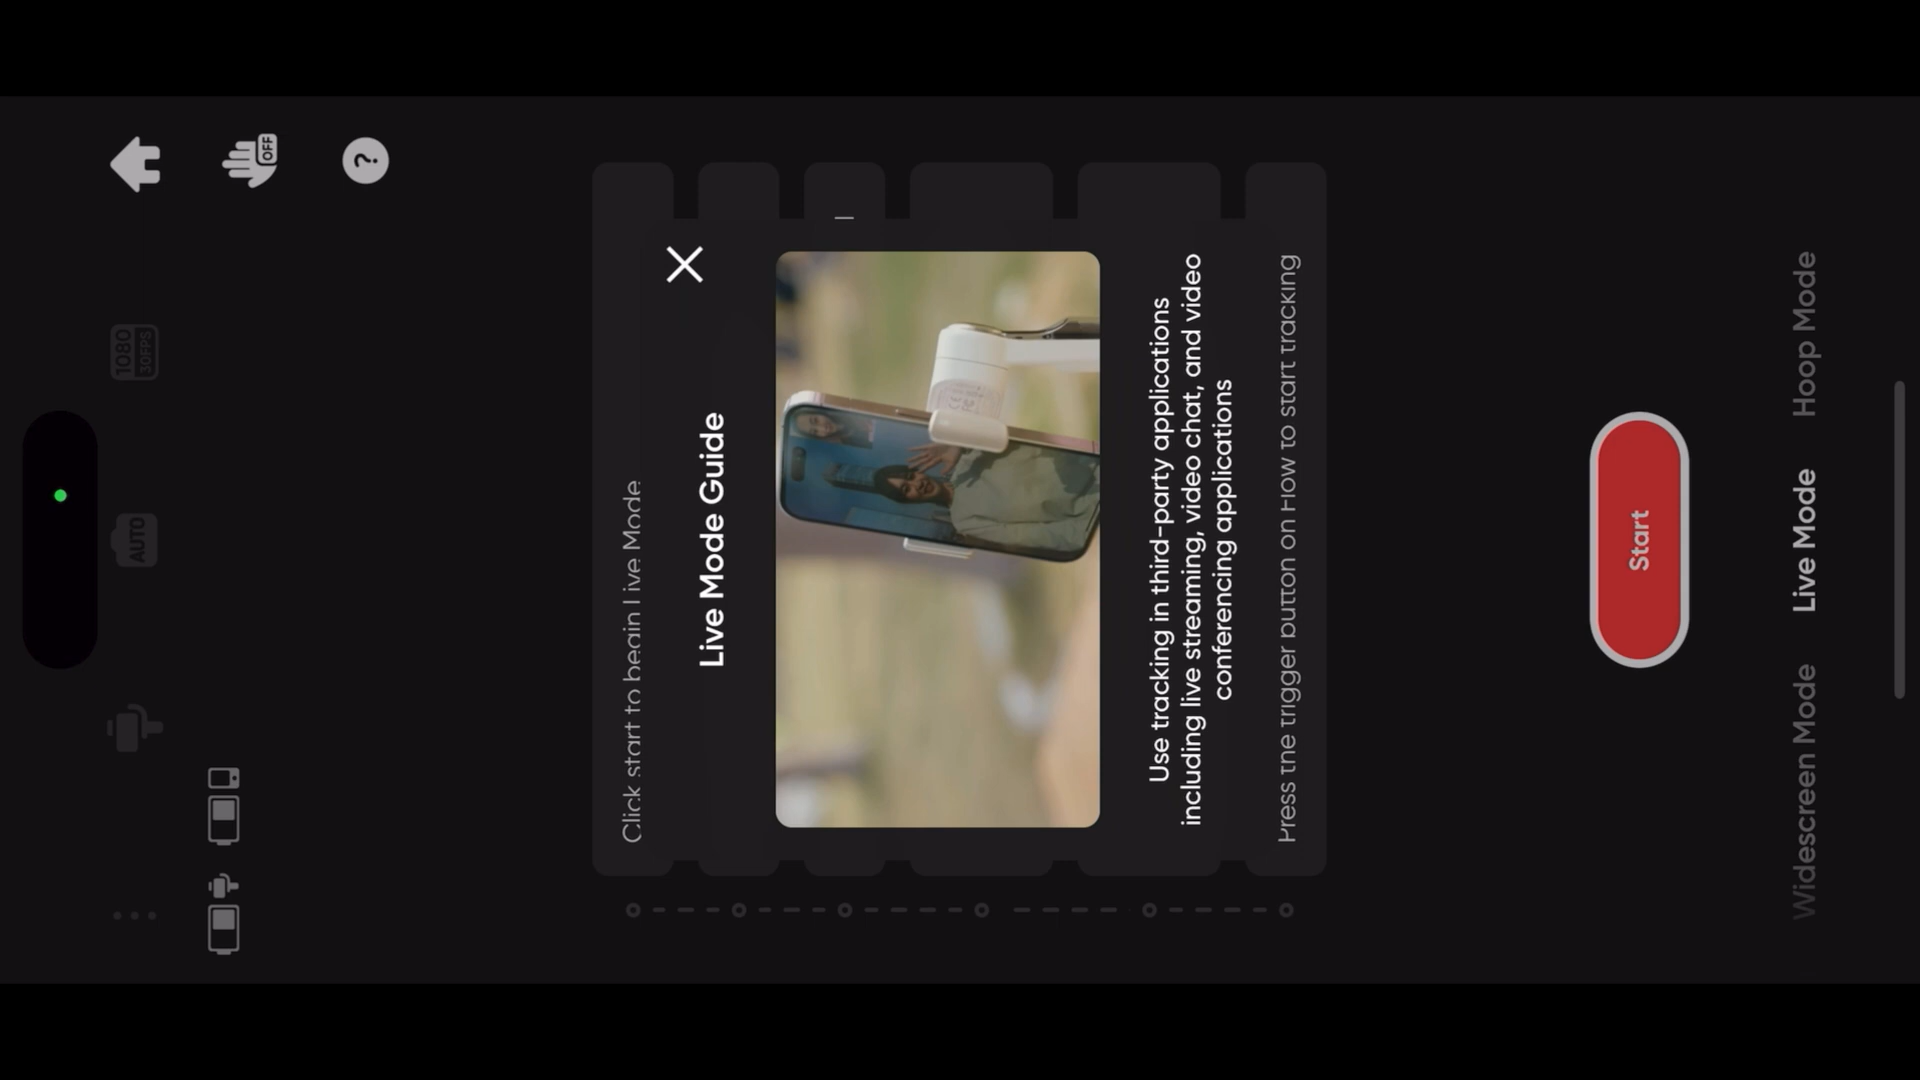 OFF
?
1080
30FPS
AUTO
Click start to begin Live Mode
Live Mode Guide
Use tracking in third-party applications
including live streaming, video chat, and video
conferencing applications
Press the trigger button on How to start tracking
Start
Widescreen Mode
Live Mode
Hoop Mode